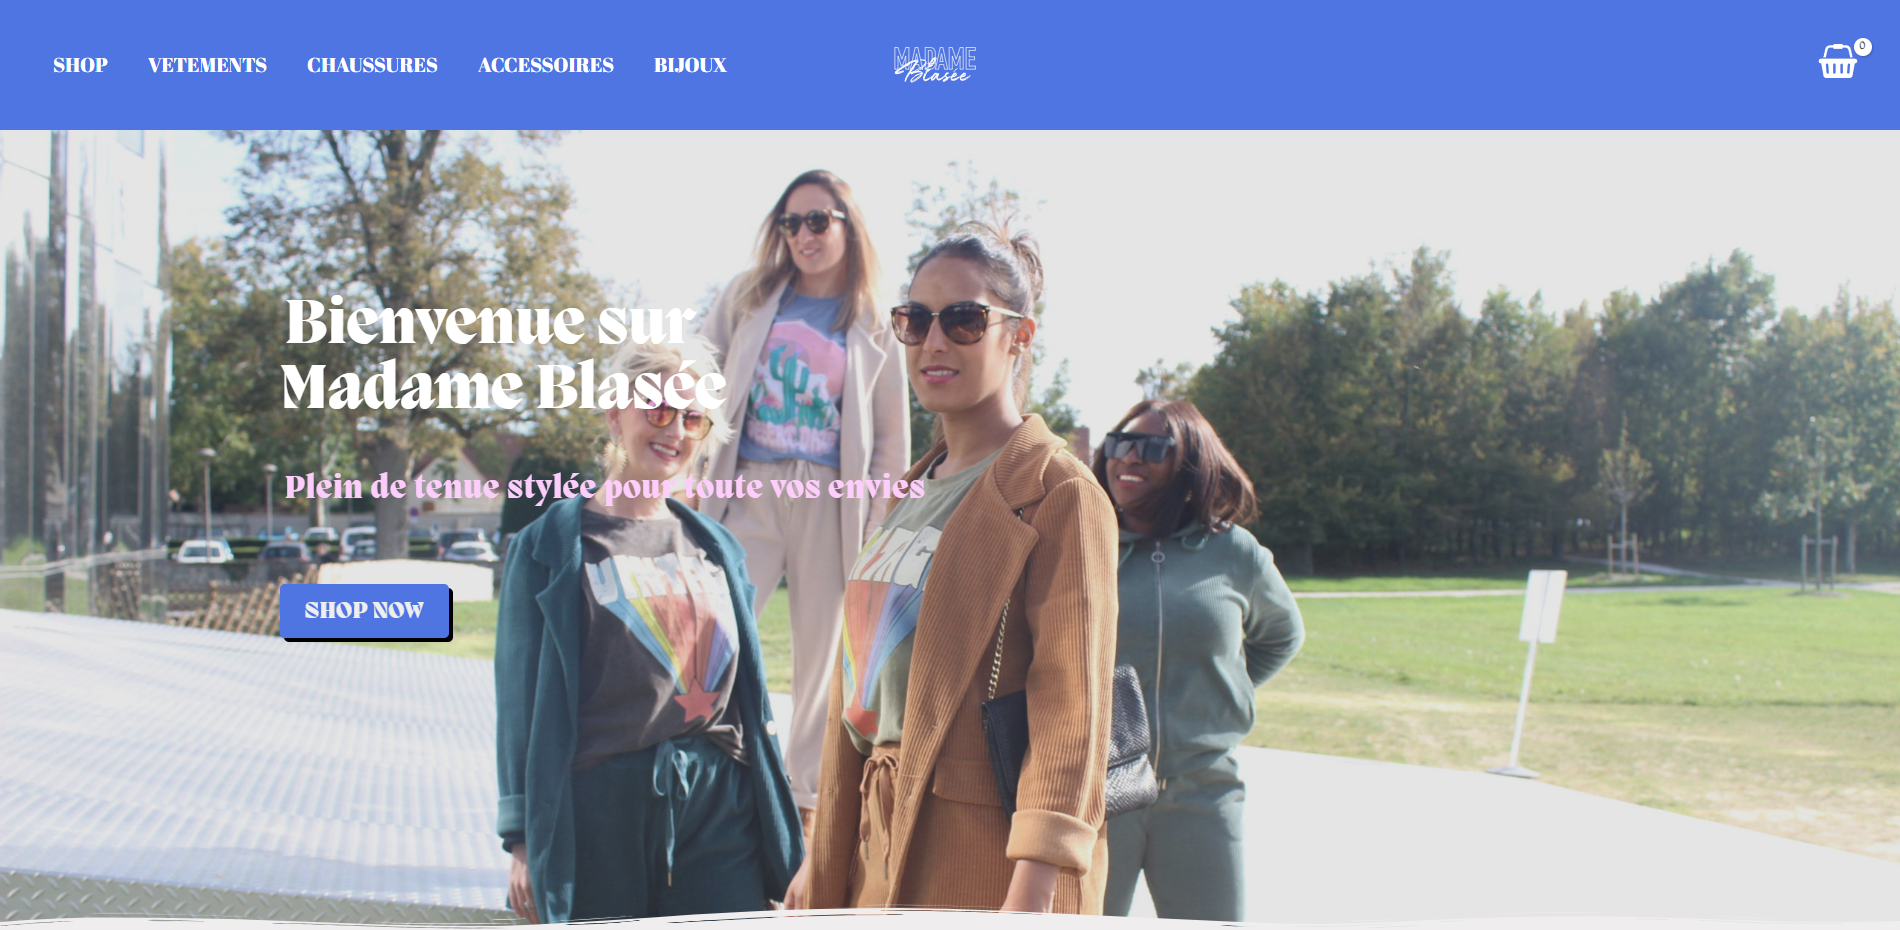 SHOP VETEMENTS CHAUSSURES ACCESSOIRES BIJOUX
MADAME
Blasée
0
Bienvenue sur
Madame Blasée
Plein de tenue stylée pour toute vos envies
SHOP NOW